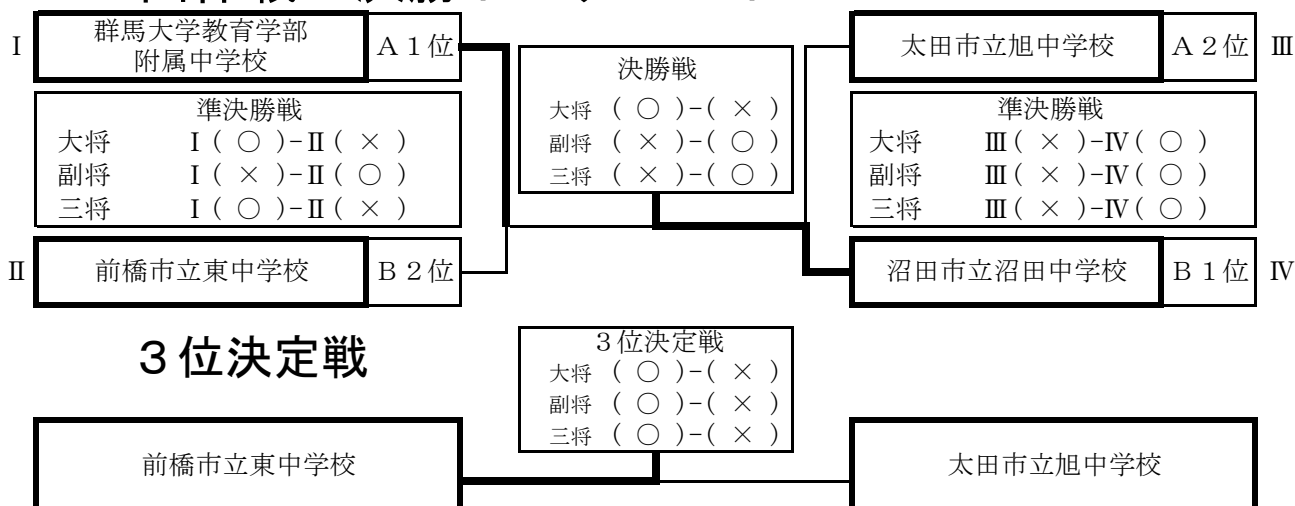 Ⅰ 群馬大学教育学部
附属中学校 A1位
準決勝戦
大将 Ⅰ(○)-Ⅱ(×)
副将 Ⅰ(×)-Ⅱ(○)
三将 Ⅰ(○)-Ⅱ(×)
Ⅱ 前橋市立東中学校 B2位
決勝戦
大将 (○)-(×)
副将 (×)-(○)
三将 (×)-(○)
太田市立旭中学校 A2位 Ⅲ
準決勝戦
大将 Ⅲ(×)-Ⅳ(○)
副将 Ⅲ(×)-Ⅳ(○)
三将 Ⅲ(×)-Ⅳ(○)
沼田市立沼田中学校 B1位 Ⅳ
3位決定戦
3位決定戦
大将 (○)-(×)
副将 (○)-(×)
三将 (○)-(×)
前橋市立東中学校
太田市立旭中学校